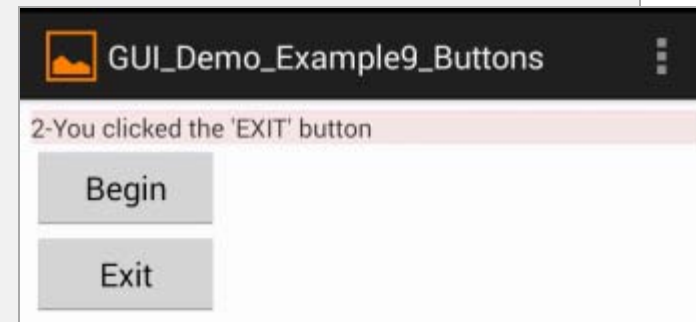 GUI_Demo_Example9_Buttons
2-You clicked the 'EXIT' button
Begin
Exit